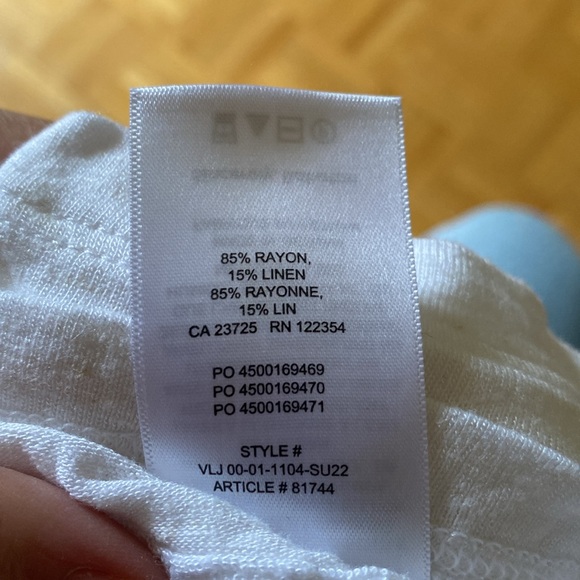 85% RAYON,
15% LINEN
85% RAYONNE,
15% LIN
CA 23725 RN 122354
PO 4500169469
PO 4500169470
PO 4500169471
STYLE #
VLJ 00-01-1104-SU22
ARTICLE # 81744